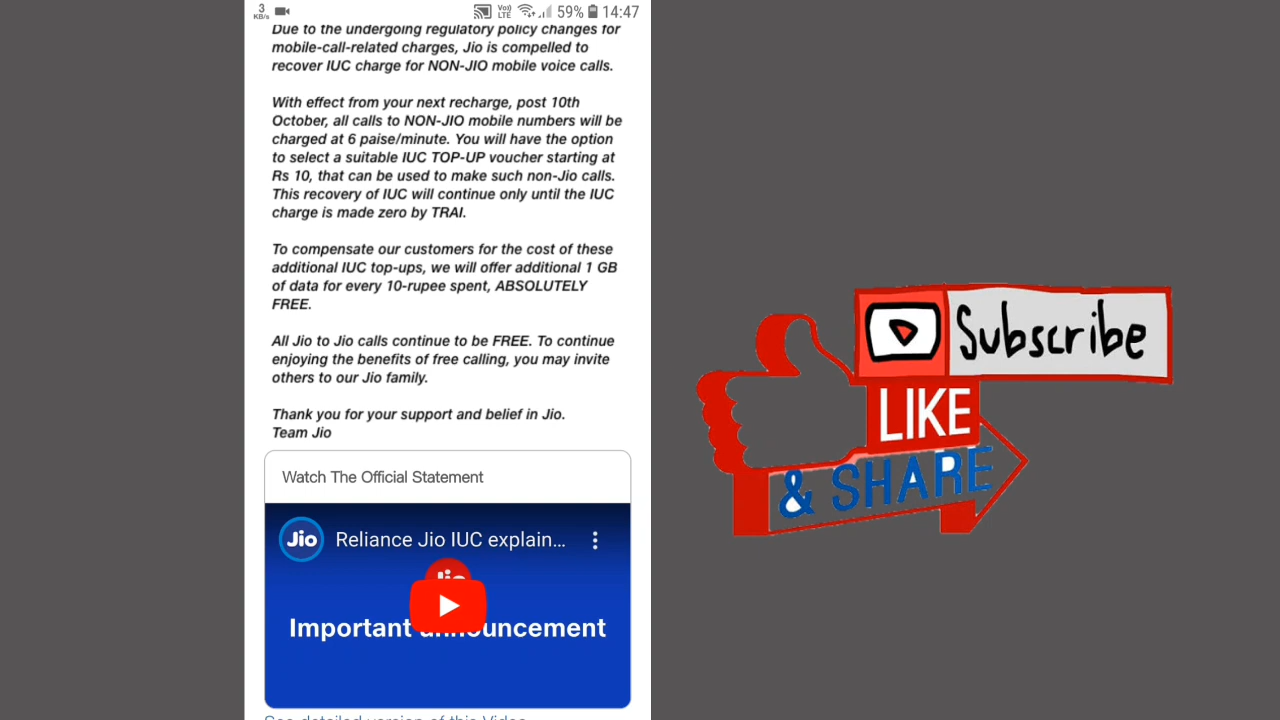 3
KB/s
Vo)
LTE
59%
14:47
Due to the undergoing regulatory policy changes for
mobile-call-related charges, Jio is compelled to
recover IUC charge for NON-JIO mobile voice calls.
With effect from your next recharge, post 10th
October, all calls to NON-JIO mobile numbers will be
charged at 6 paise/minute. You will have the option
to select a suitable IUC TOP-UP voucher starting at
Rs 10, that can be used to make such non-Jio calls.
This recovery of IUC will continue only until the IUC
charge is made zero by TRAI.
To compensate our customers for the cost of these
additional IUC top-ups, we will offer additional 1 GB
of data for every 10-rupee spent, ABSOLUTELY
FREE.
All Jio to Jio calls continue to be FREE. To continue
enjoying the benefits of free calling, you may invite
others to our Jio family.
Thank you for your support and belief in Jio.
Team Jio
Watch The Official Statement
Jio
Reliance Jio IUC explain...
Jio
Important announcement
See detailed version of this Video
Subscribe
LIKE
& SHARE